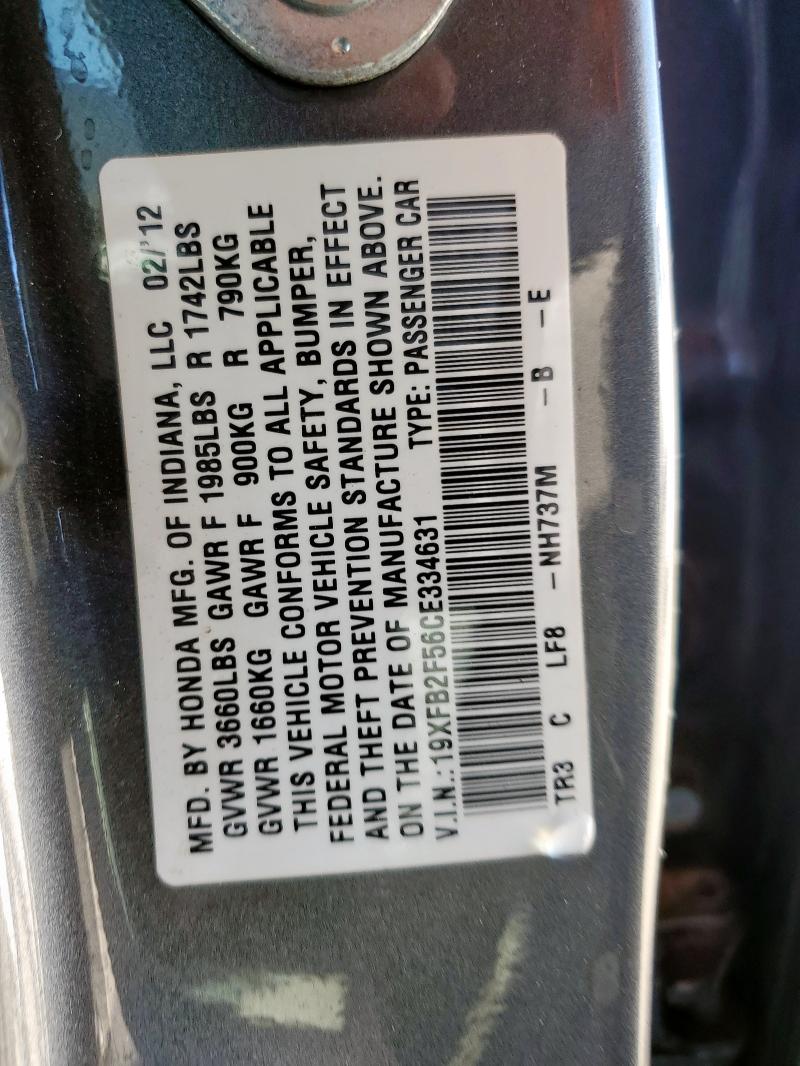 MFD. BY HONDA MFG. OF INDIANA, LLC 02/'12
GVWR 3660LBS GAWR F 1985LBS R 1742LBS
GVWR 1660KG GAWR F 900KG R 790KG
THIS VEHICLE CONFORMS TO ALL APPLICABLE
FEDERAL MOTOR VEHICLE SAFETY, BUMPER,
AND THEFT PREVENTION STANDARDS IN EFFECT
ON THE DATE OF MANUFACTURE SHOWN ABOVE.
V.I.N.:19XFB2F56CE334631 TYPE: PASSENGER CAR
TR3 C LF8 -NH737M -B -E